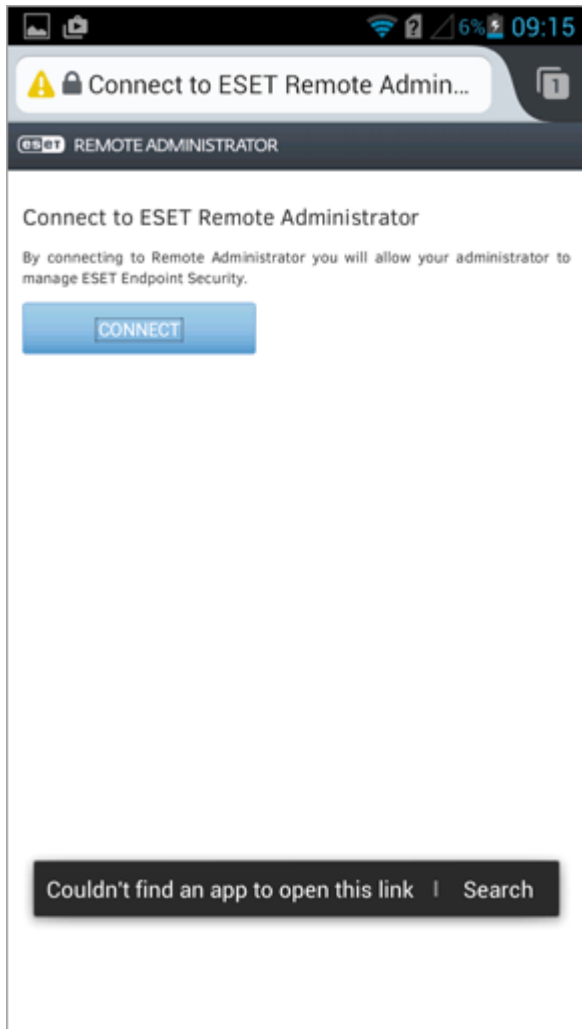 6% 09:15
Connect to ESET Remote Admin...
1
eset REMOTE ADMINISTRATOR
Connect to ESET Remote Administrator
By connecting to Remote Administrator you will allow your administrator to
manage ESET Endpoint Security.
CONNECT
Couldn't find an app to open this link | Search